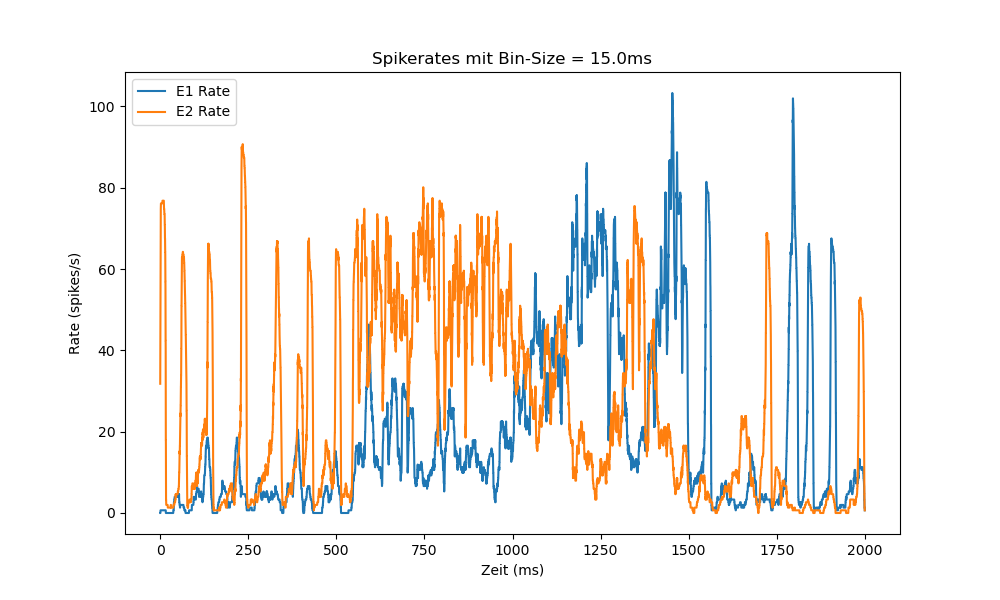 Spikerates mit Bin-Size = 15.0ms
E1 Rate
E2 Rate
100
80
60
40
20
0
Rate (spikes/s)
0 250 500 750 1000 1250 1500 1750 2000
Zeit (ms)